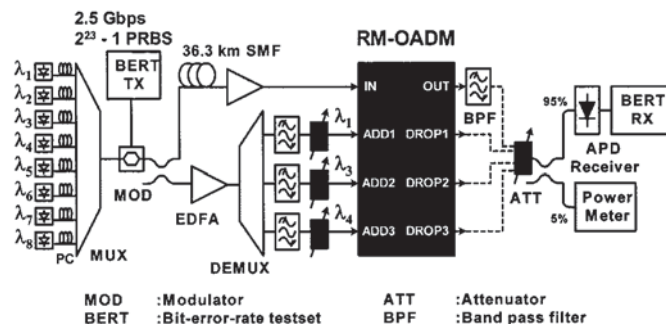 2.5 Gbps
2²³ - 1 PRBS
36.3 km SMF
RM-OADM
λ1
λ2
λ3
λ4
λ5
λ6
λ7
λ8
PC
MUX
BERT
TX
MOD
EDFA
DEMUX
λ1
λ3
λ4
IN
OUT
ADD1
DROP1
ADD2
DROP2
ADD3
DROP3
BPF
ATT
95%
5%
APD
Receiver
BERT
RX
Power
Meter
MOD :Modulator
ATT :Attenuator
BERT :Bit-error-rate testset
BPF :Band pass filter